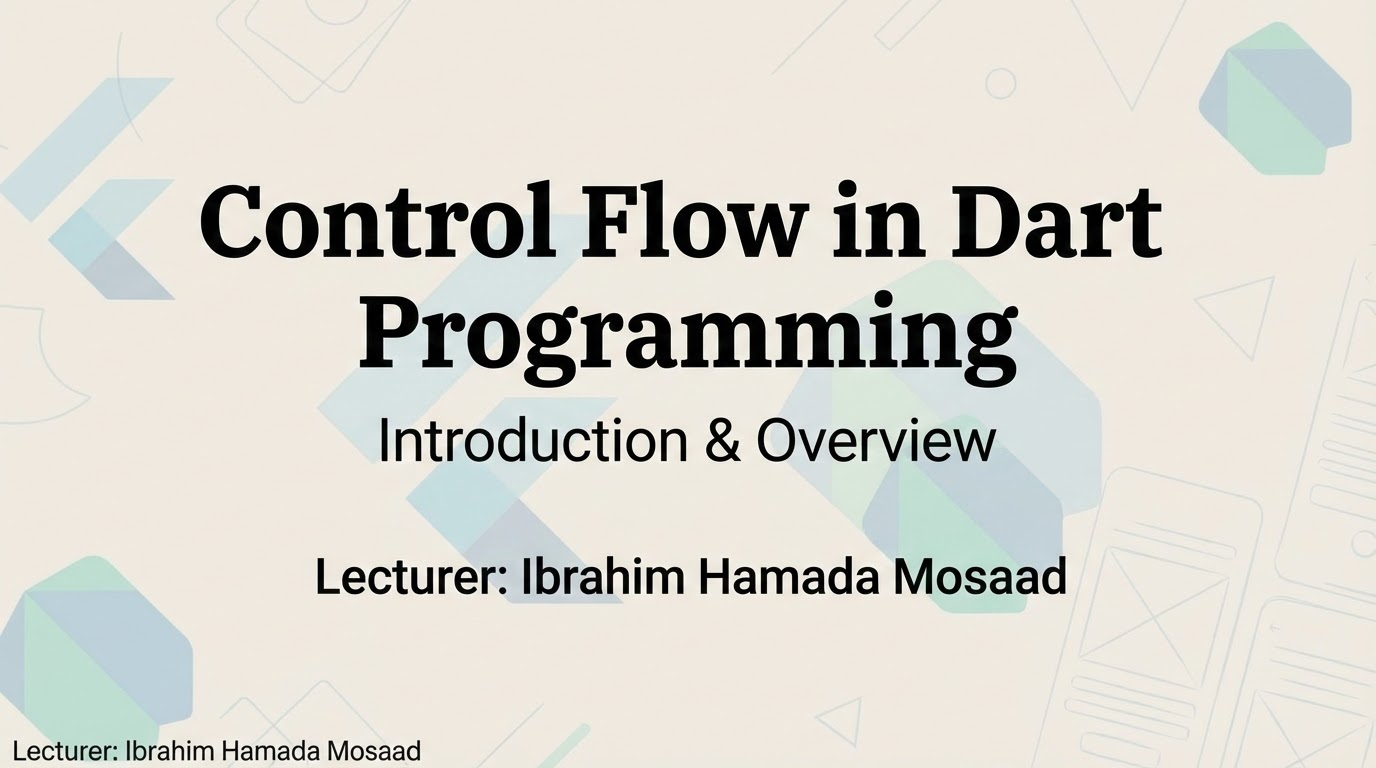 Control Flow in Dart
Programming
Introduction & Overview
Lecturer: Ibrahim Hamada Mosaad
Lecturer: Ibrahim Hamada Mosaad